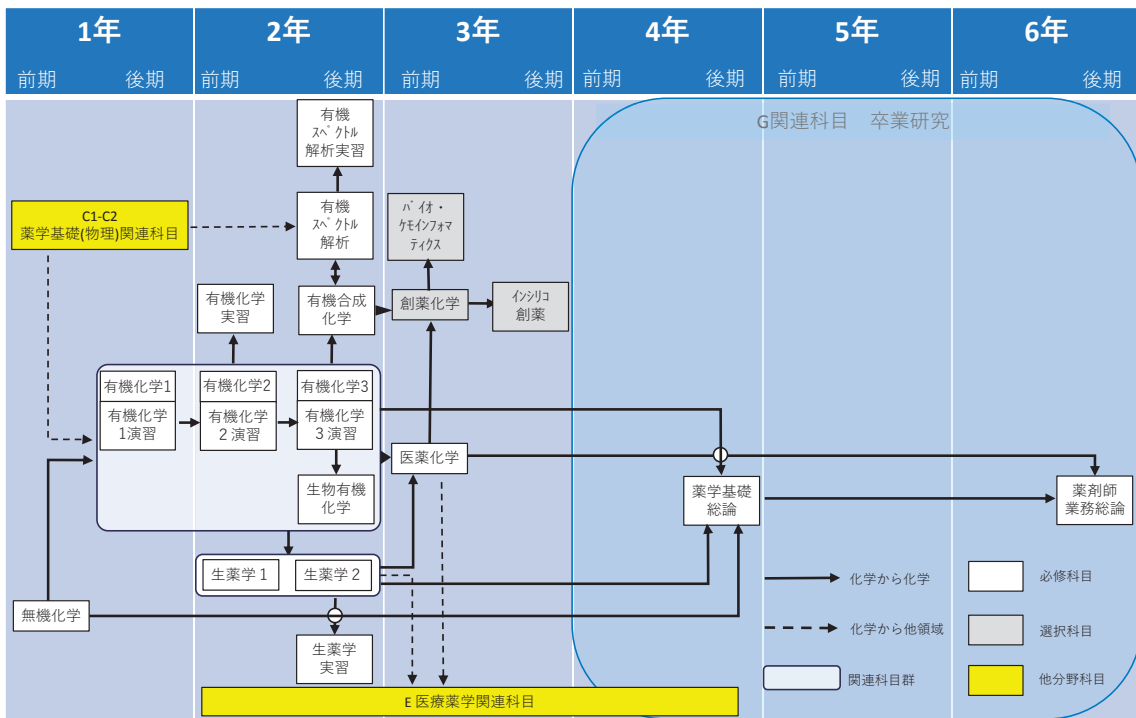 1年
2年
3年
4年
5年
6年
前期
後期
前期
後期
前期
後期
前期
後期
前期
後期
前期
後期
G関連科目　卒業研究
有機
スペクトル
解析実習
C1-C2
薬学基礎(物理)関連科目
有機
スペクトル
解析
バイオ・
ケモインフォマ
ティクス
有機化学
実習
有機合成
化学
創薬化学
インシリコ
創薬
有機化学1
有機化学
1演習
有機化学2
有機化学
2演習
有機化学3
有機化学
3演習
医薬化学
生物有機
化学
薬学基礎
総論
薬剤師
業務総論
生薬学1
生薬学2
無機化学
生薬学
実習
E 医療薬学関連科目
化学から化学
必修科目
化学から他領域
選択科目
関連科目群
他分野科目